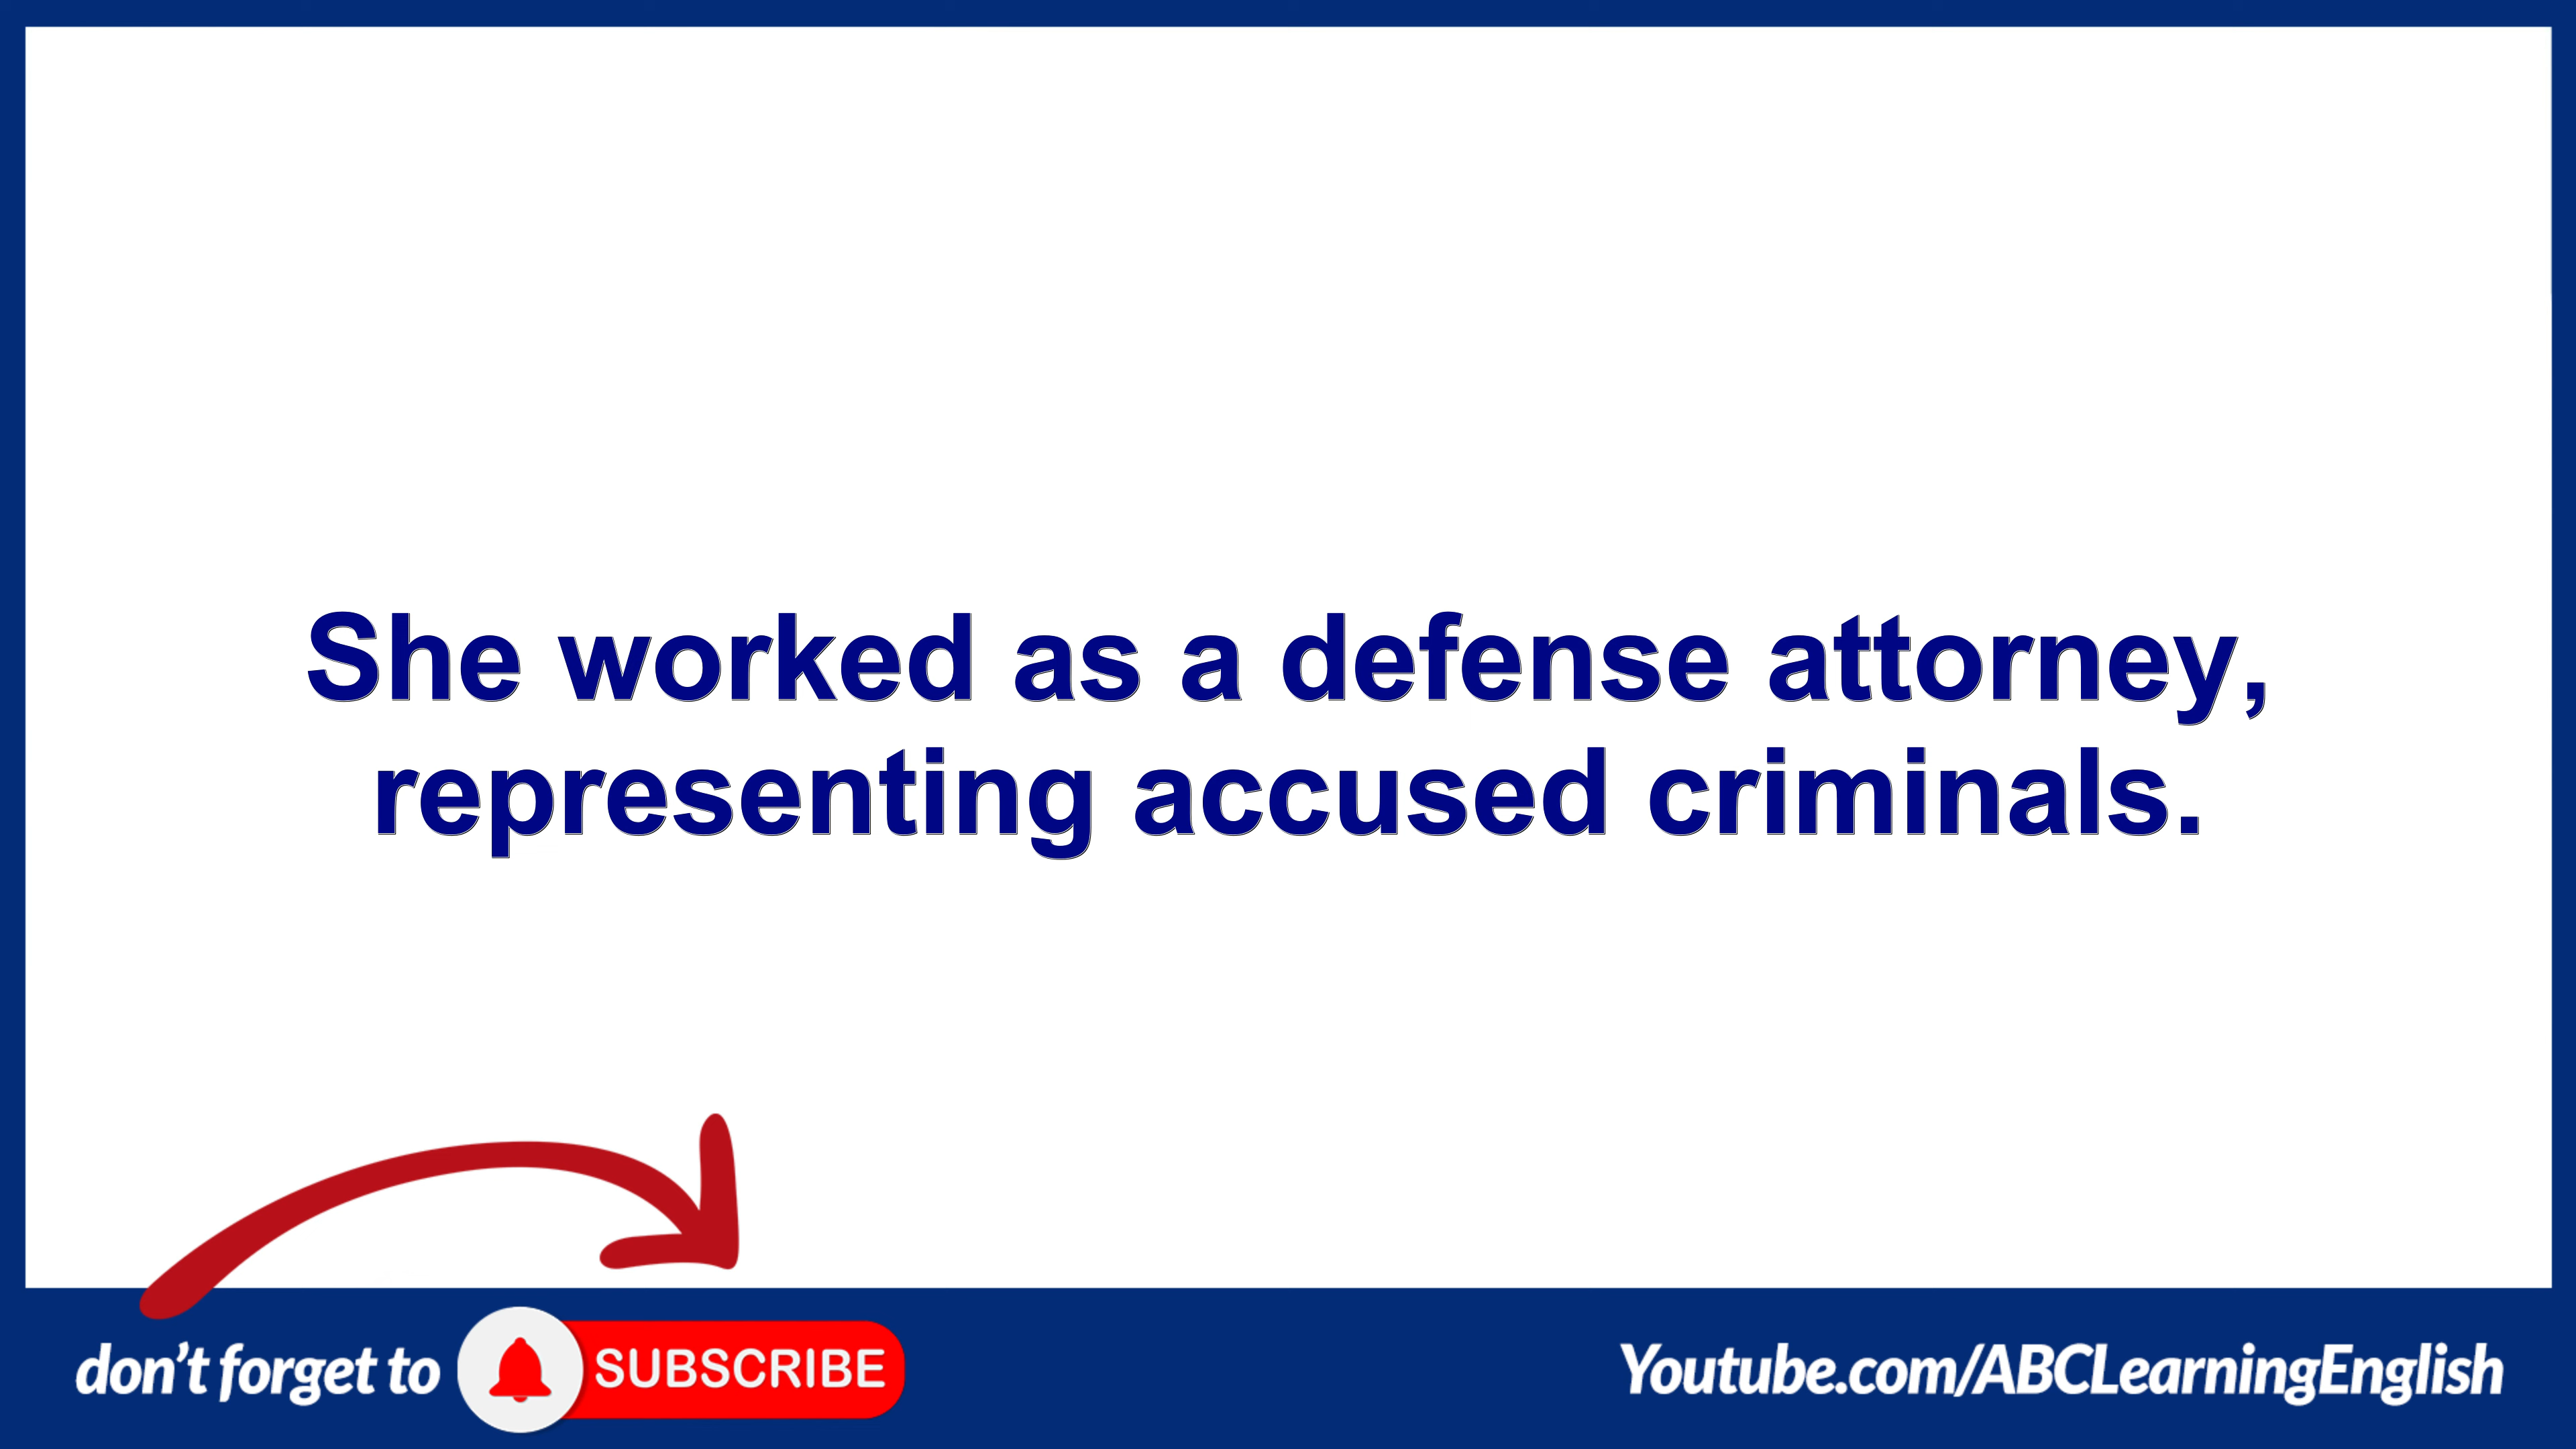 She worked as a defense attorney,
representing accused criminals.
don't forget to SUBSCRIBE
Youtube.com/ABCLearningEnglish